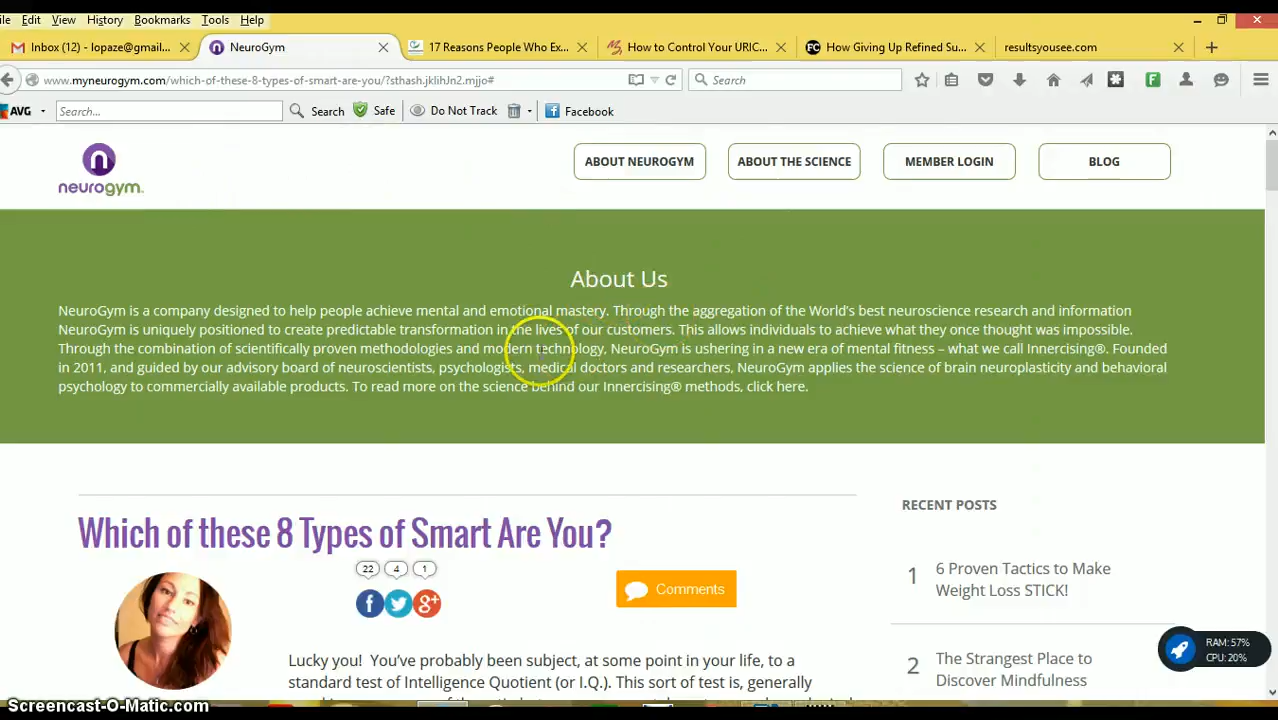 ile Edit View History Bookmarks Tools Help
Inbox (12) - lopaze@gmail... NeuroGym 17 Reasons People Who Ex... How to Control Your URIC... How Giving Up Refined Su... resultsyousee.com
www.myneurogym.com/which-of-these-8-types-of-smart-are-you/?sthash.jklihJn2.mjjo# Search
AVG Search... Search Safe Do Not Track Facebook
neurogym. ABOUT NEUROGYM ABOUT THE SCIENCE MEMBER LOGIN BLOG
About Us
NeuroGym is a company designed to help people achieve mental and emotional mastery. Through the aggregation of the World's best neuroscience research and information
NeuroGym is uniquely positioned to create predictable transformation in the lives of our customers. This allows individuals to achieve what they once thought was impossible.
Through the combination of scientifically proven methodologies and modern technology, NeuroGym is ushering in a new era of mental fitness – what we call Innercising®. Founded
in 2011, and guided by our advisory board of neuroscientists, psychologists, medical doctors and researchers, NeuroGym applies the science of brain neuroplasticity and behavioral
psychology to commercially available products. To read more on the science behind our Innercising® methods, click here.
Which of these 8 Types of Smart Are You?
22 4 1
Comments
Lucky you! You've probably been subject, at some point in your life, to a
standard test of Intelligence Quotient (or I.Q.). This sort of test is, generally
RECENT POSTS
1 6 Proven Tactics to Make
Weight Loss STICK!
2 The Strangest Place to
Discover Mindfulness
RAM: 57%
CPU: 20%
Screencast-O-Matic.com